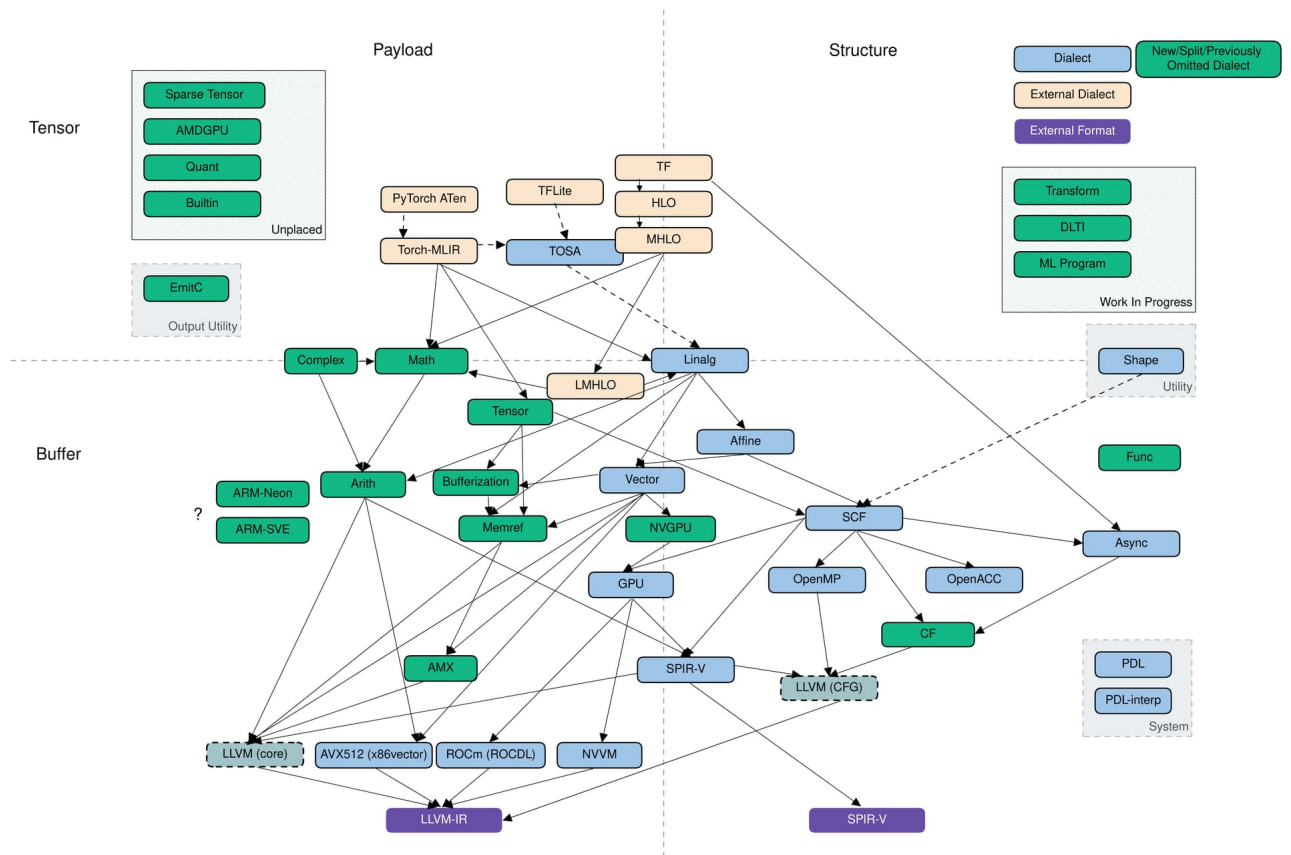 Payload
Structure
Dialect
New/Split/Previously
Omitted Dialect
External Dialect
External Format
Tensor
Sparse Tensor
AMDGPU
Quant
Builtin
Unplaced
TF
HLO
MHLO
TFLite
PyTorch ATen
Torch-MLIR
TOSA
Transform
DLTI
ML Program
Work In Progress
EmitC
Output Utility
Complex
Math
Linalg
Shape
Utility
LMHLO
Tensor
Affine
Buffer
Func
Arith
Bufferization
Vector
ARM-Neon
?
ARM-SVE
Memref
NVGPU
SCF
Async
GPU
OpenMP
OpenACC
CF
AMX
SPIR-V
LLVM (CFG)
PDL
PDL-interp
System
LLVM (core)
AVX512 (x86vector)
ROCm (ROCDL)
NVVM
LLVM-IR
SPIR-V